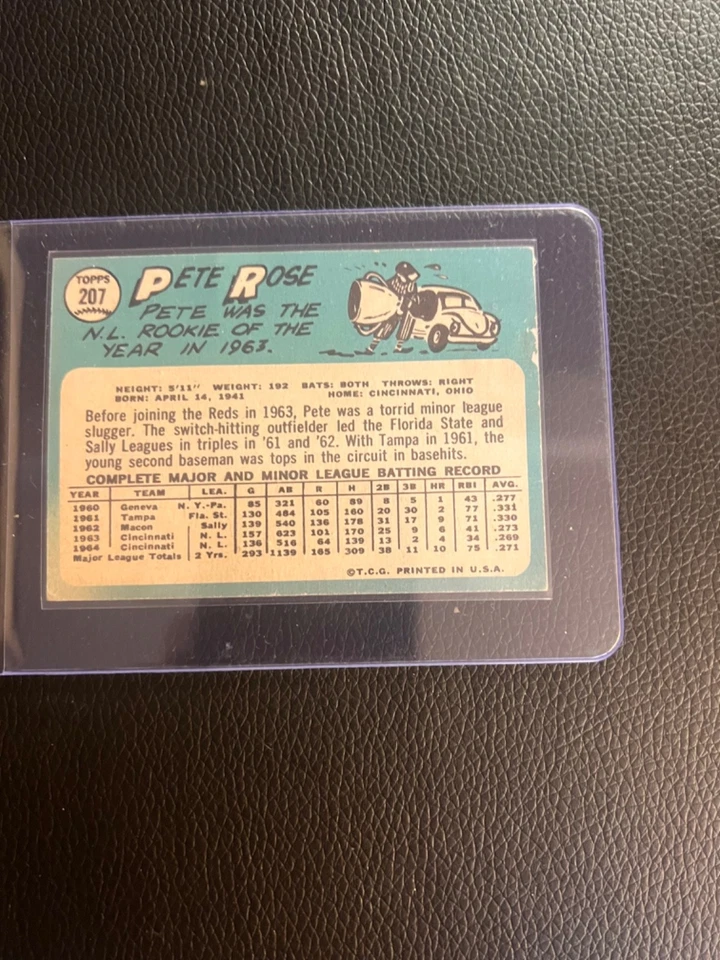 TOPPS
207
PETE ROSE
PETE WAS THE
N.L. ROOKIE OF THE
YEAR IN 1963.
HEIGHT: 5'11" WEIGHT: 192 BATS: BOTH THROWS: RIGHT
BORN: APRIL 14, 1941 HOME: CINCINNATI, OHIO
Before joining the Reds in 1963, Pete was a torrid minor league
slugger. The switch-hitting outfielder led the Florida State and
Sally Leagues in triples in '61 and '62. With Tampa in 1961, the
young second baseman was tops in the circuit in basehits.
COMPLETE MAJOR AND MINOR LEAGUE BATTING RECORD
YEAR TEAM LEA. G AB R H 2B 3B HR RBI AVG.
1960 Geneva N. Y.-Pa. 85 321 60 89 8 5 1 43 .277
1961 Tampa Fla. St. 130 484 105 160 20 30 2 77 .331
1962 Macon Sally 139 540 136 178 31 17 9 71 .330
1963 Cincinnati N. L. 157 623 101 170 25 9 6 41 .273
1964 Cincinnati N. L. 136 516 64 139 13 2 4 34 .269
Major League Totals 2 Yrs. 293 1139 165 309 38 11 10 75 .271
©T.C.G. PRINTED IN U.S.A.